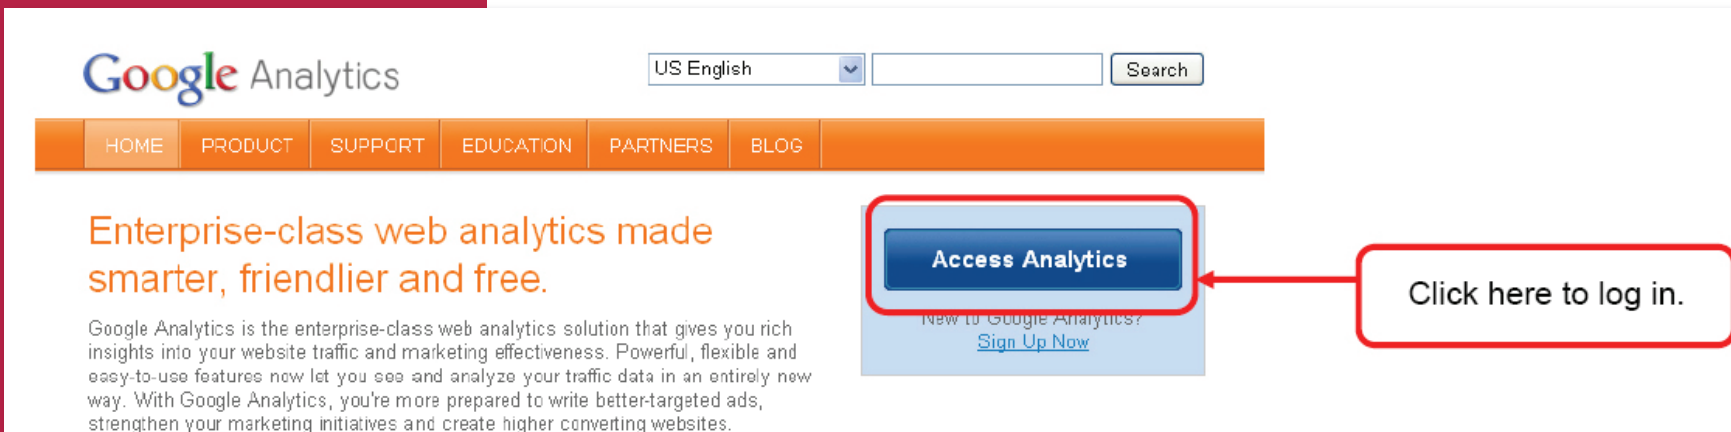 Google Analytics
US English
Search
HOME PRODUCT SUPPORT EDUCATION PARTNERS BLOG
Enterprise-class web analytics made
smarter, friendlier and free.
Google Analytics is the enterprise-class web analytics solution that gives you rich
insights into your website traffic and marketing effectiveness. Powerful, flexible and
easy-to-use features now let you see and analyze your traffic data in an entirely new
way. With Google Analytics, you're more prepared to write better-targeted ads,
strengthen your marketing initiatives and create higher converting websites.
Access Analytics
New to Google Analytics?
Sign Up Now
Click here to log in.